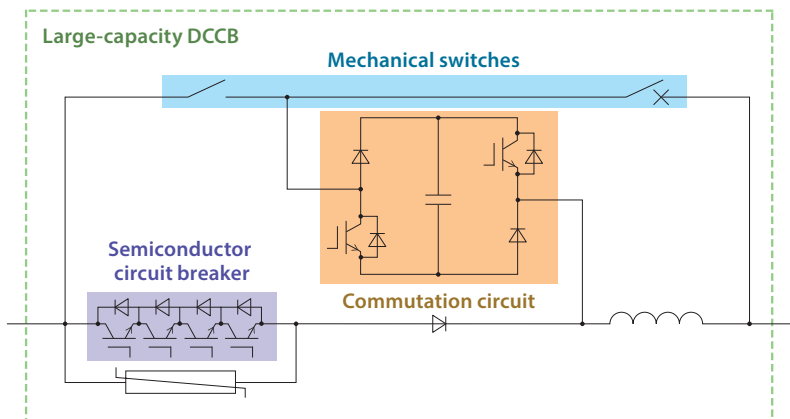 Large-capacity DCCB
Mechanical switches
Semiconductor
circuit breaker
Commutation circuit